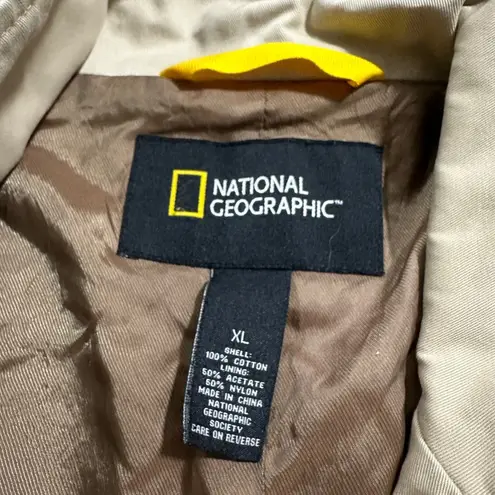 NATIONAL
GEOGRAPHIC™
XL
SHELL:
100% COTTON
LINING:
50% ACETATE
50% NYLON
MADE IN CHINA
NATIONAL
GEOGRAPHIC
SOCIETY
CARE ON REVERSE